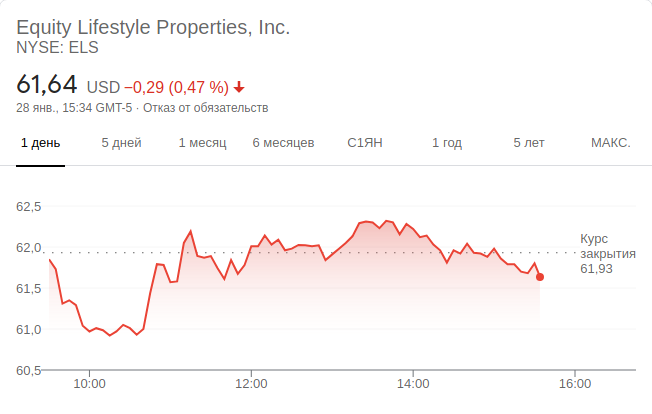 Equity Lifestyle Properties, Inc.
NYSE: ELS
61,64 USD −0,29 (0,47 %)
28 янв., 15:34 GMT-5 · Отказ от обязательств
1 день 5 дней 1 месяц 6 месяцев С1ЯН 1 год 5 лет МАКС.
62,5
62,0
61,5
61,0
60,5
Курс
закрытия
61,93
10:00 12:00 14:00 16:00